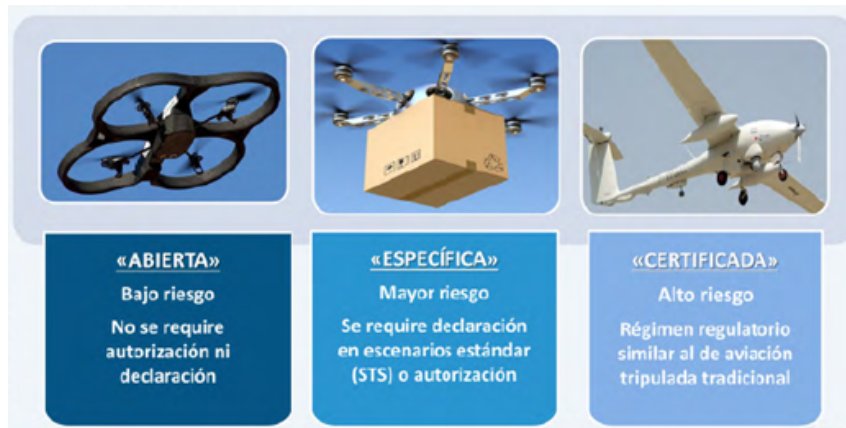 «ABIERTA»
Bajo riesgo
No se require
autorización ni
declaración
«ESPECÍFICA»
Mayor riesgo
Se require declaración
en escenarios estándar
(STS) o autorización
«CERTIFICADA»
Alto riesgo
Régimen regulatorio
similar al de aviación
tripulada tradicional